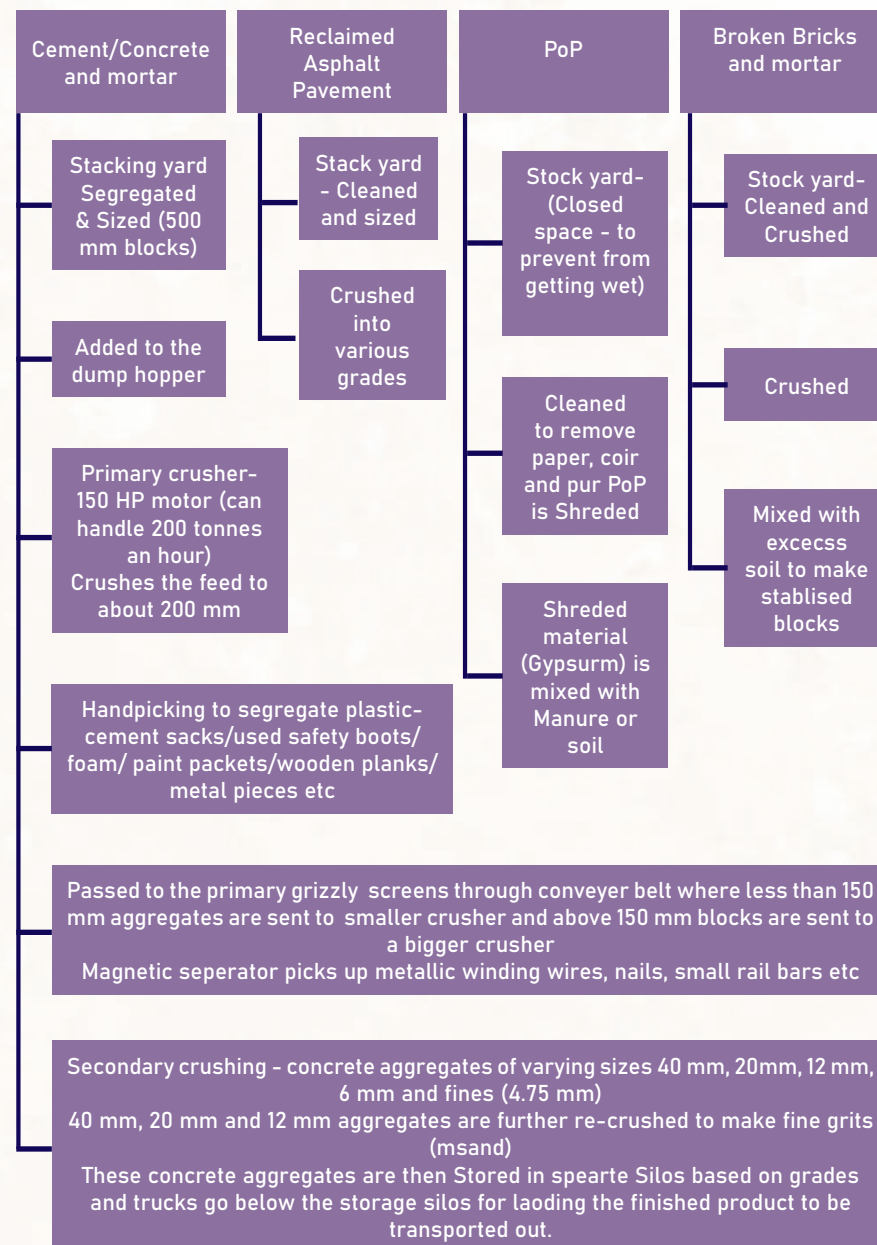 Cement/Concrete
and mortar
Stacking yard
Segregated
& Sized (500
mm blocks)
Added to the
dump hopper
Primary crusher-
150 HP motor (can
handle 200 tonnes
an hour)
Crushes the feed to
about 200 mm
Handpicking to segregate plastic-
cement sacks/used safety boots/
foam/ paint packets/wooden planks/
metal pieces etc
Passed to the primary grizzly screens through conveyer belt where less than 150
mm aggregates are sent to smaller crusher and above 150 mm blocks are sent to
a bigger crusher
Magnetic seperator picks up metallic winding wires, nails, small rail bars etc
Secondary crushing - concrete aggregates of varying sizes 40 mm, 20mm, 12 mm,
6 mm and fines (4.75 mm)
40 mm, 20 mm and 12 mm aggregates are further re-crushed to make fine grits
(msand)
These concrete aggregates are then Stored in spearte Silos based on grades
and trucks go below the storage silos for laoding the finished product to be
transported out.
Reclaimed
Asphalt
Pavement
Stack yard
- Cleaned
and sized
Crushed
into
various
grades
PoP
Stock yard-
(Closed
space - to
prevent from
getting wet)
Cleaned
to remove
paper, coir
and pur PoP
is Shreded
Shreded
material
(Gypsurm) is
mixed with
Manure or
soil
Broken Bricks
and mortar
Stock yard-
Cleaned and
Crushed
Crushed
Mixed with
excecss
soil to make
stablised
blocks